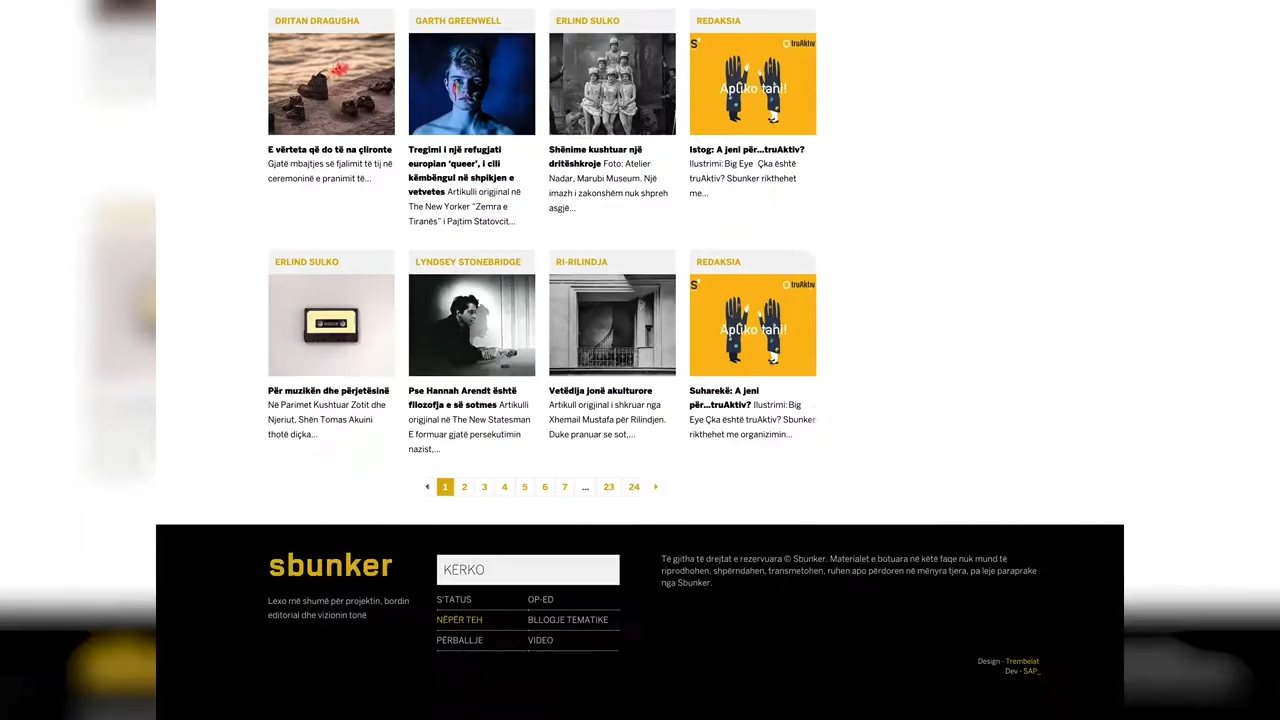 DRITAN DRAGUSHA
GARTH GREENWELL
ERLIND SULKO
REDAKSIA
S'
truAktiv
Apliko tani!
E vërteta që do të na çlironte
Gjatë mbajtjes së fjalimit të tij në
ceremoninë e pranimit të...
Tregimi i një refugjati
europian ‘queer’, i cili
këmbëngul në shpikjen e
vetvetes Artikulli origjinal në
The New Yorker “Zemra e
Tiranës” i Pajtim Statovcit...
Shënime kushtuar një
dritëshkroje Foto: Atelier
Nadar, Marubi Museum. Një
imazh i zakonshëm nuk shpreh
asgjë...
Istog: A jeni për...truAktiv?
Ilustrimi: Big Eye Çka është
truAktiv? Sbunker rikthehet
me...
ERLIND SULKO
LYNDSEY STONEBRIDGE
RI-RILINDJA
REDAKSIA
S'
truAktiv
Apliko tani!
Për muzikën dhe përjetësinë
Në Parimet Kushtuar Zotit dhe
Njeriut, Shën Tomas Akuini
thotë diçka...
Pse Hannah Arendt është
filozofja e së sotmes Artikulli
origjinal në The New Statesman
E formuar gjatë persekutimin
nazist,...
Vetëdija jonë akulturore
Artikull origjinal i shkruar nga
Xhemail Mustafa për Rilindjen.
Duke pranuar se sot,...
Suharekë: A jeni
për...truAktiv? Ilustrimi: Big
Eye Çka është truAktiv? Sbunker
rikthehet me organizimin...
1 2 3 4 5 6 7 ... 23 24
sbunker
Lexo më shumë për projektin, bordin
editorial dhe vizionin tonë
KËRKO
S'TATUS
OP-ED
NËPËR TEH
BLLOGJE TEMATIKE
PËRBALLJE
VIDEO
Të gjitha të drejtat e rezervuara © Sbunker. Materialet e botuara në këtë faqe nuk mund të
riprodhohen, shpërndahen, transmetohen, ruhen apo përdoren në mënyra tjera, pa leje paraprake
nga Sbunker.
Design - Trembelat
Dev - SAP_